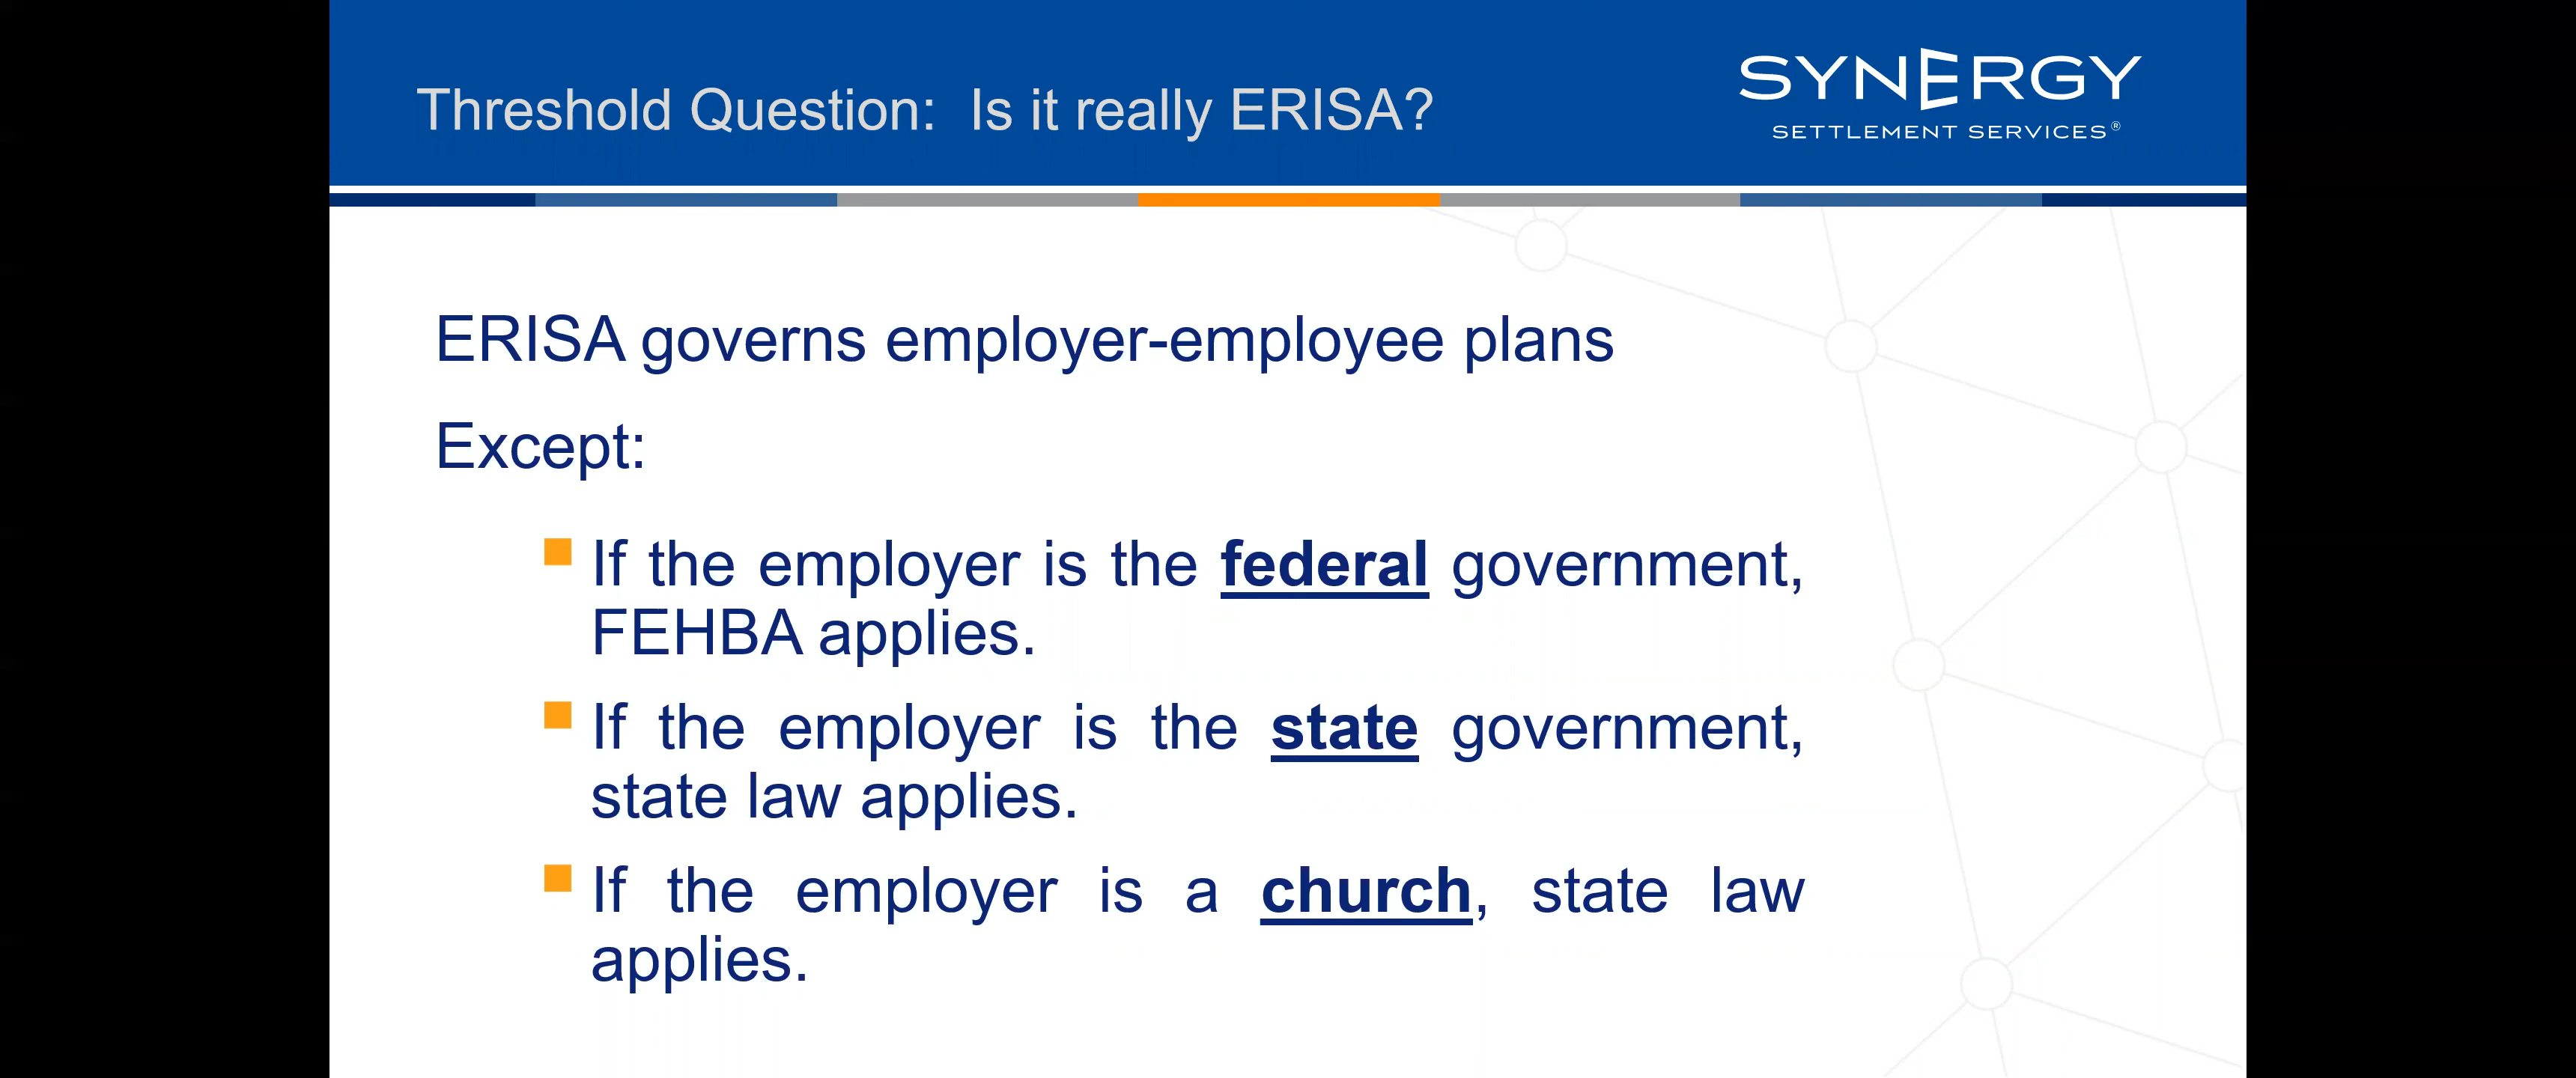 Threshold Question: Is it really ERISA?
SYNERGY
SETTLEMENT SERVICES®
ERISA governs employer-employee plans
Except:
If the employer is the federal government,
FEHBA applies.
If the employer is the state government,
state law applies.
If the employer is a church, state law
applies.